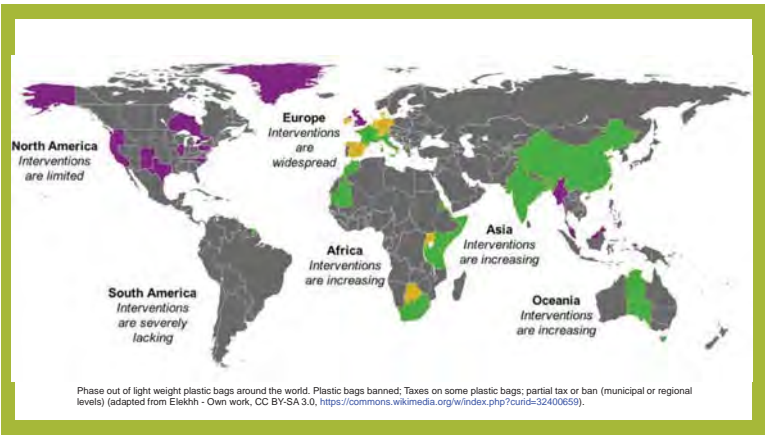 Europe
Interventions
are
widespread
North America
Interventions
are limited
Asia
Interventions
are increasing
Africa
Interventions
are increasing
South America
Interventions
are severely
lacking
Oceania
Interventions
are increasing
Phase out of light weight plastic bags around the world. Plastic bags banned; Taxes on some plastic bags; partial tax or ban (municipal or regional
levels) (adapted from Elekhh - Own work, CC BY-SA 3.0, https://commons.wikimedia.org/w/index.php?curid=32400659).